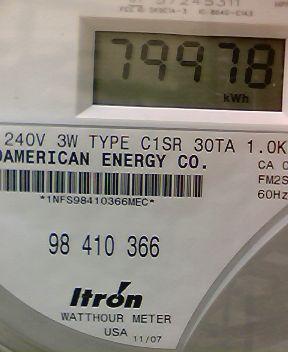 79978
kWh
240V 3W TYPE C1SR 30TA 1.0K
DAMERICAN ENERGY CO.
CA
*1NFS98410366MEC*
FM2S
60Hz
98 410 366
Itron
WATTHOUR METER
USA 11/07